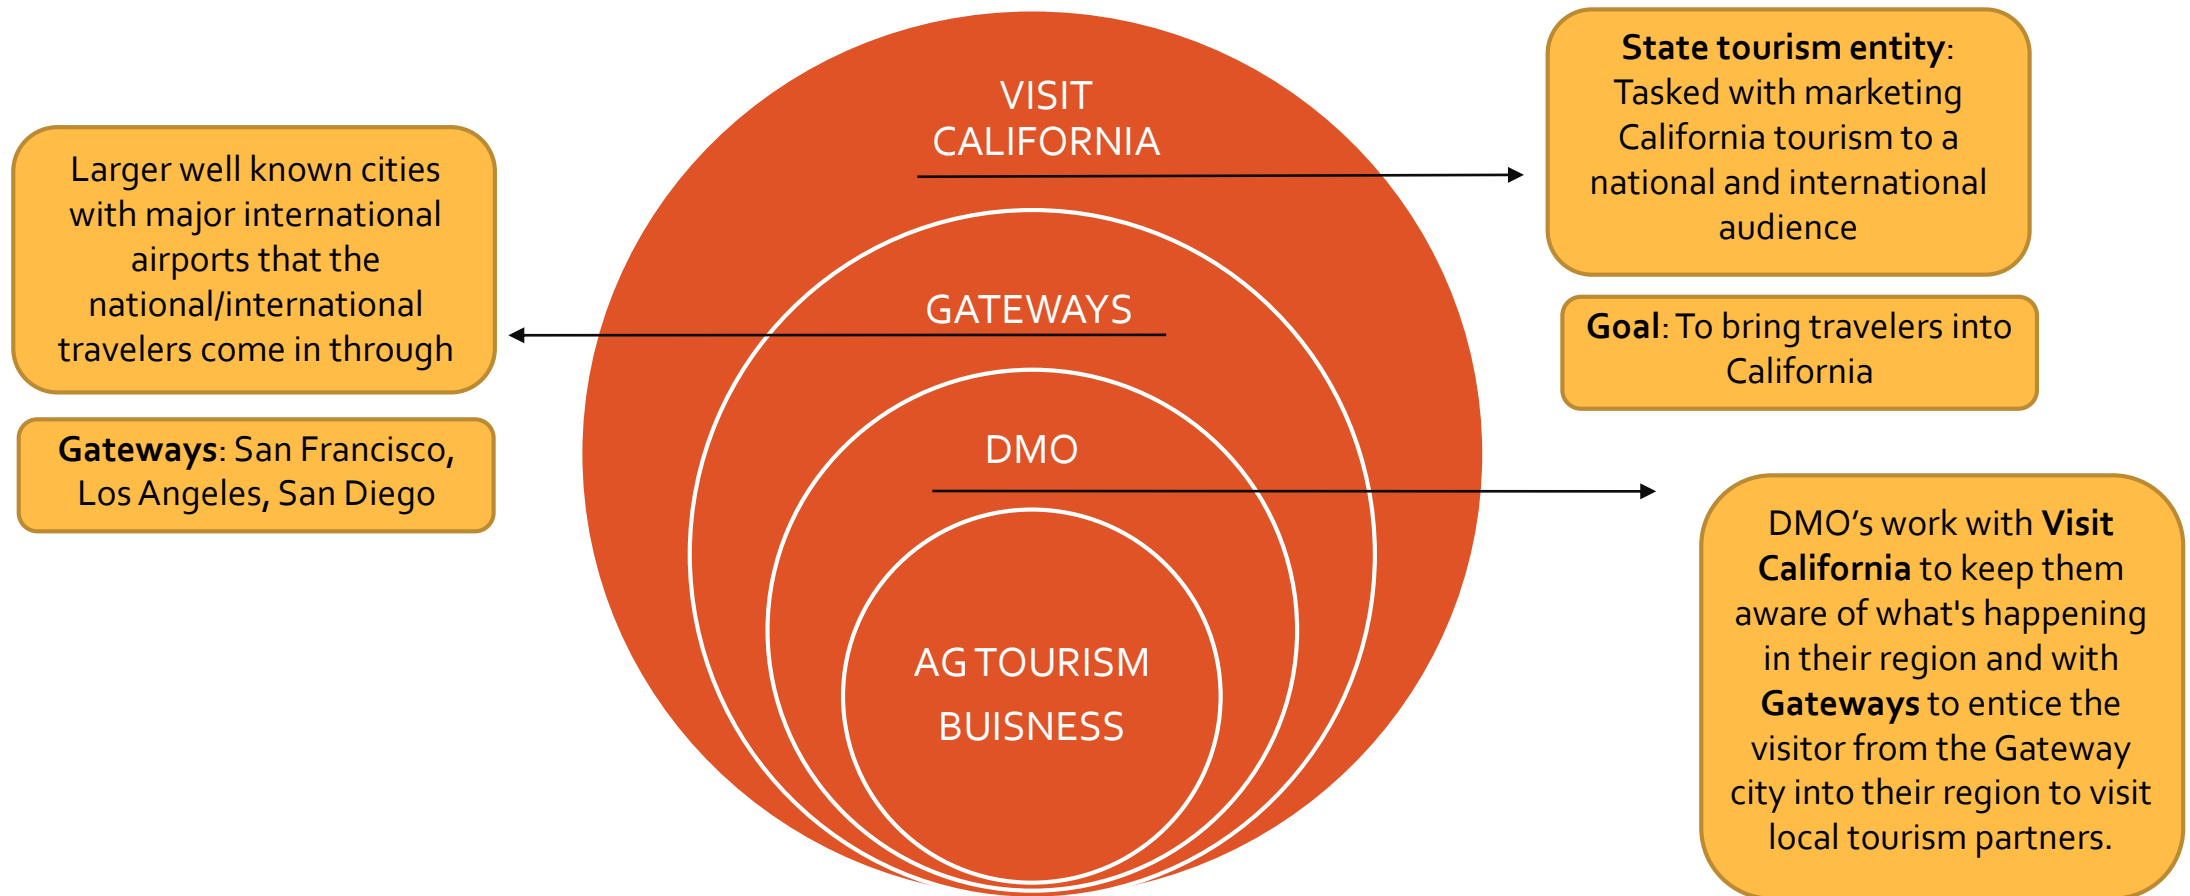 VISIT
CALIFORNIA
State tourism entity:
Tasked with marketing
California tourism to a
national and international
audience
Goal: To bring travelers into
California
Larger well known cities
with major international
airports that the
national/international
travelers come in through
Gateways: San Francisco,
Los Angeles, San Diego
GATEWAYS
DMO
DMO’s work with Visit
California to keep them
aware of what's happening
in their region and with
Gateways to entice the
visitor from the Gateway
city into their region to visit
local tourism partners.
AG TOURISM
BUISNESS